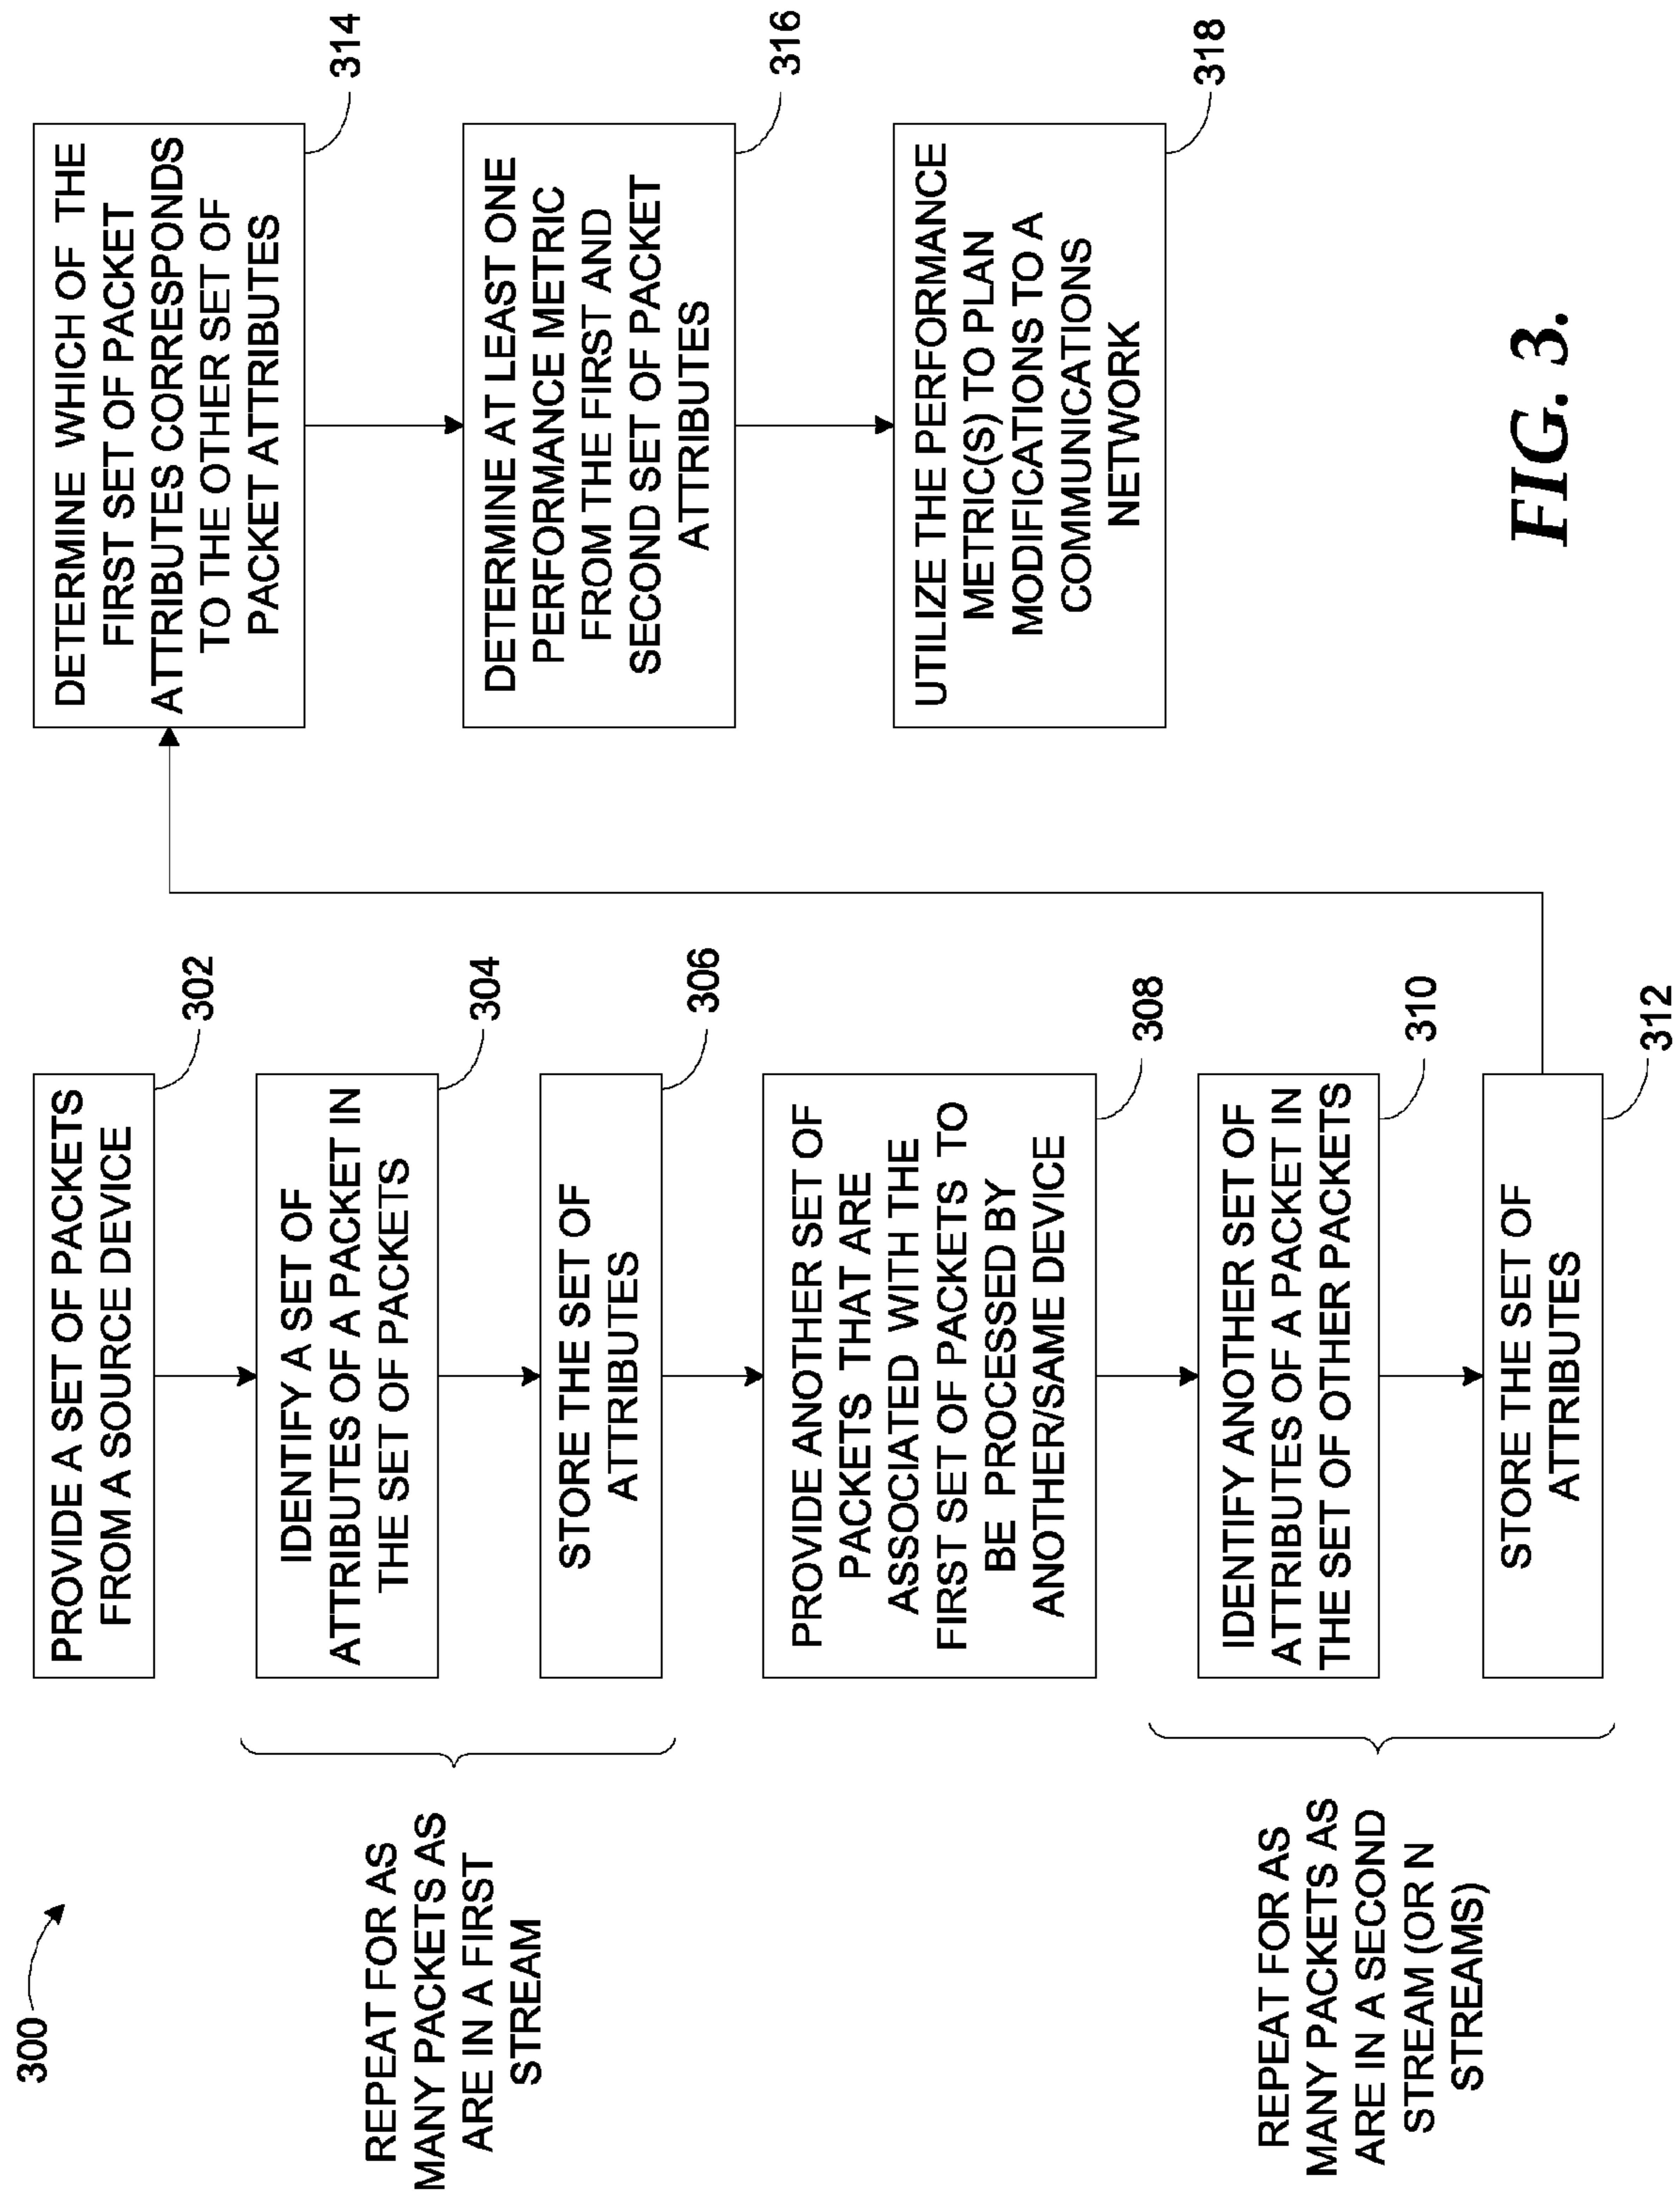 300
REPEAT FOR AS
MANY PACKETS AS
ARE IN A FIRST
STREAM
REPEAT FOR AS
MANY PACKETS AS
ARE IN A SECOND
STREAM (OR N
STREAMS)
PROVIDE A SET OF PACKETS
FROM A SOURCE DEVICE
302
IDENTIFY A SET OF
ATTRIBUTES OF A PACKET IN
THE SET OF PACKETS
304
STORE THE SET OF
ATTRIBUTES
306
PROVIDE ANOTHER SET OF
PACKETS THAT ARE
ASSOCIATED WITH THE
FIRST SET OF PACKETS TO
BE PROCESSED BY
ANOTHER/SAME DEVICE
308
IDENTIFY ANOTHER SET OF
ATTRIBUTES OF A PACKET IN
THE SET OF OTHER PACKETS
310
STORE THE SET OF
ATTRIBUTES
312
DETERMINE WHICH OF THE
FIRST SET OF PACKET
ATTRIBUTES CORRESPONDS
TO THE OTHER SET OF
PACKET ATTRIBUTES
314
DETERMINE AT LEAST ONE
PERFORMANCE METRIC
FROM THE FIRST AND
SECOND SET OF PACKET
ATTRIBUTES
316
UTILIZE THE PERFORMANCE
METRIC(S) TO PLAN
MODIFICATIONS TO A
COMMUNICATIONS
NETWORK
318
FIG. 3.